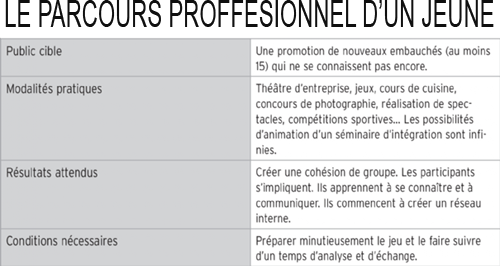 LE PARCOURS PROFFESIONNEL D'UN JEUNE
Public cible
Une promotion de nouveaux embauchés (au moins
15) qui ne se connaissent pas encore.
Modalités pratiques
Théâtre d'entreprise, jeux, cours de cuisine,
concours de photographie, réalisation de spec-
tacles, compétitions sportives... Les possibilités
d'animation d'un séminaire d'intégration sont infi-
nies.
Résultats attendus
Créer une cohésion de groupe. Les participants
s'impliquent. Ils apprennent à se connaître et à
communiquer. Ils commencent à créer un réseau
interne.
Conditions nécessaires
Préparer minutieusement le jeu et le faire suivre
d'un temps d'analyse et d'échange.